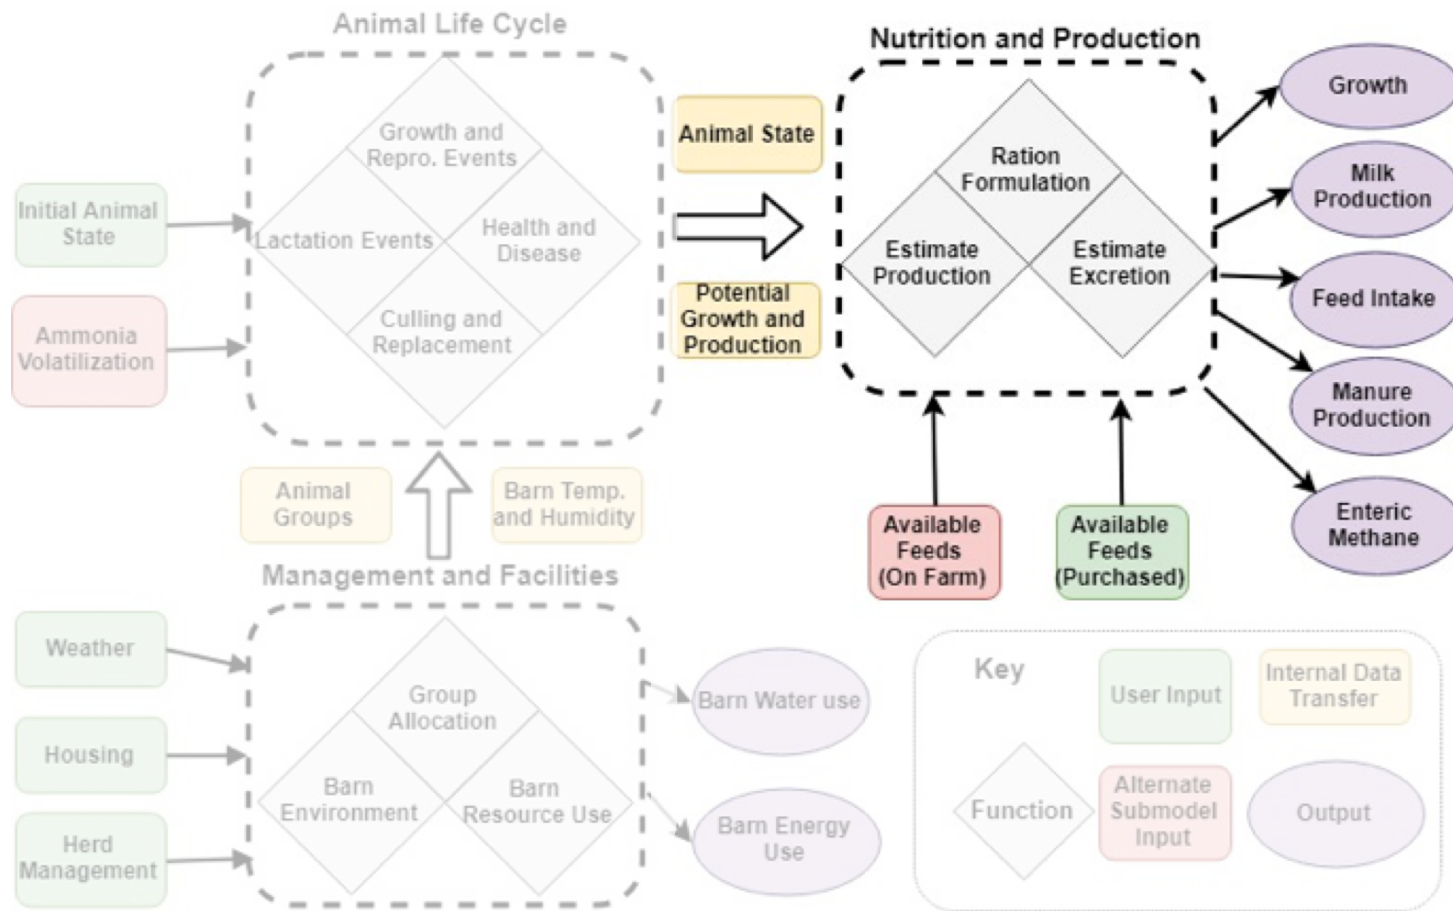 Animal Life Cycle
Growth and
Repro. Events
Lactation Events
Health and
Disease
Culling and
Replacement
Initial Animal
State
Ammonia
Volatilization
Animal State
Potential
Growth and
Production
Nutrition and Production
Ration
Formulation
Estimate
Production
Estimate
Excretion
Growth
Milk
Production
Feed Intake
Manure
Production
Enteric
Methane
Available
Feeds
(On Farm)
Available
Feeds
(Purchased)
Animal
Groups
Barn Temp.
and Humidity
Management and Facilities
Weather
Housing
Herd
Management
Group
Allocation
Barn
Environment
Barn
Resource Use
Barn Water use
Barn Energy
Use
Key
User Input
Internal Data
Transfer
Function
Alternate
Submodel
Input
Output